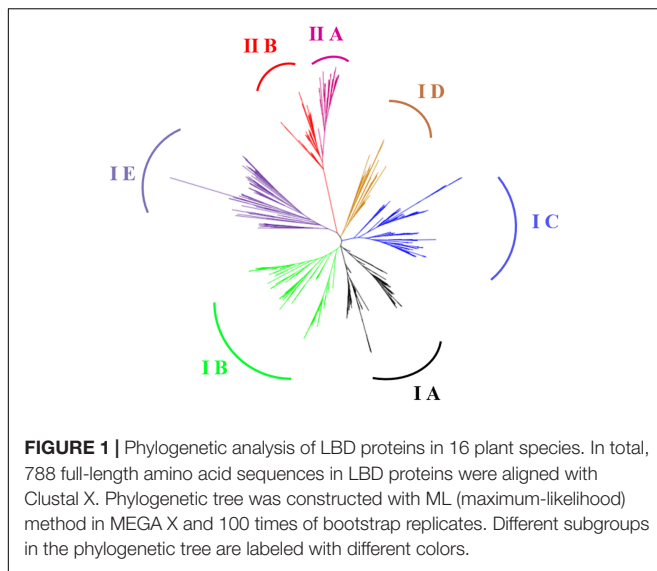 II A
II B
I D
I E
I C
I B
I A
FIGURE 1 | Phylogenetic analysis of LBD proteins in 16 plant species. In total,
788 full-length amino acid sequences in LBD proteins were aligned with
Clustal X. Phylogenetic tree was constructed with ML (maximum-likelihood)
method in MEGA X and 100 times of bootstrap replicates. Different subgroups
in the phylogenetic tree are labeled with different colors.